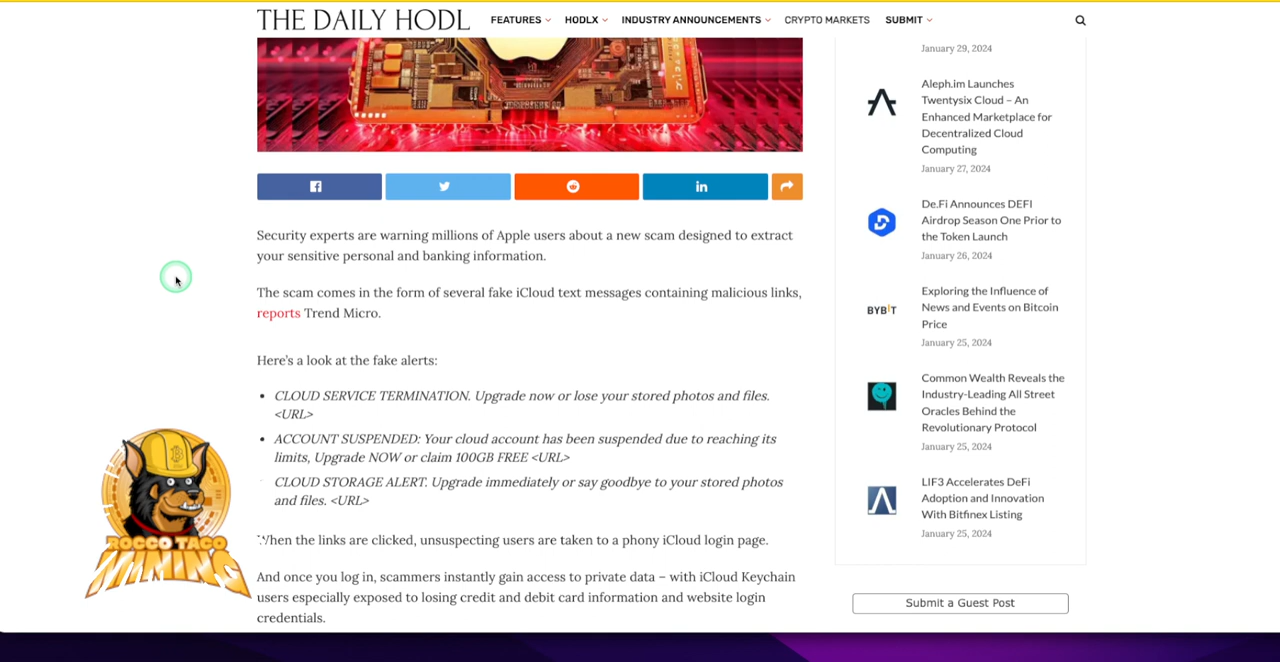 THE DAILY HODL
FEATURES
HODLX
INDUSTRY ANNOUNCEMENTS
CRYPTO MARKETS
SUBMIT
Security experts are warning millions of Apple users about a new scam designed to extract
your sensitive personal and banking information.
The scam comes in the form of several fake iCloud text messages containing malicious links,
reports Trend Micro.
Here's a look at the fake alerts:
CLOUD SERVICE TERMINATION. Upgrade now or lose your stored photos and files.
<URL>
ACCOUNT SUSPENDED: Your cloud account has been suspended due to reaching its
limits, Upgrade NOW or claim 100GB FREE <URL>
CLOUD STORAGE ALERT. Upgrade immediately or say goodbye to your stored photos
and files. <URL>
When the links are clicked, unsuspecting users are taken to a phony iCloud login page.
And once you log in, scammers instantly gain access to private data – with iCloud Keychain
users especially exposed to losing credit and debit card information and website login
credentials.
ROCCO TACO
MINING
January 29, 2024
Aleph.im Launches
Twentysix Cloud – An
Enhanced Marketplace for
Decentralized Cloud
Computing
January 27, 2024
De.Fi Announces DEFI
Airdrop Season One Prior to
the Token Launch
January 26, 2024
BYBIT
Exploring the Influence of
News and Events on Bitcoin
Price
January 25, 2024
Common Wealth Reveals the
Industry-Leading All Street
Oracles Behind the
Revolutionary Protocol
January 25, 2024
LIF3 Accelerates DeFi
Adoption and Innovation
With Bitfinex Listing
January 25, 2024
Submit a Guest Post